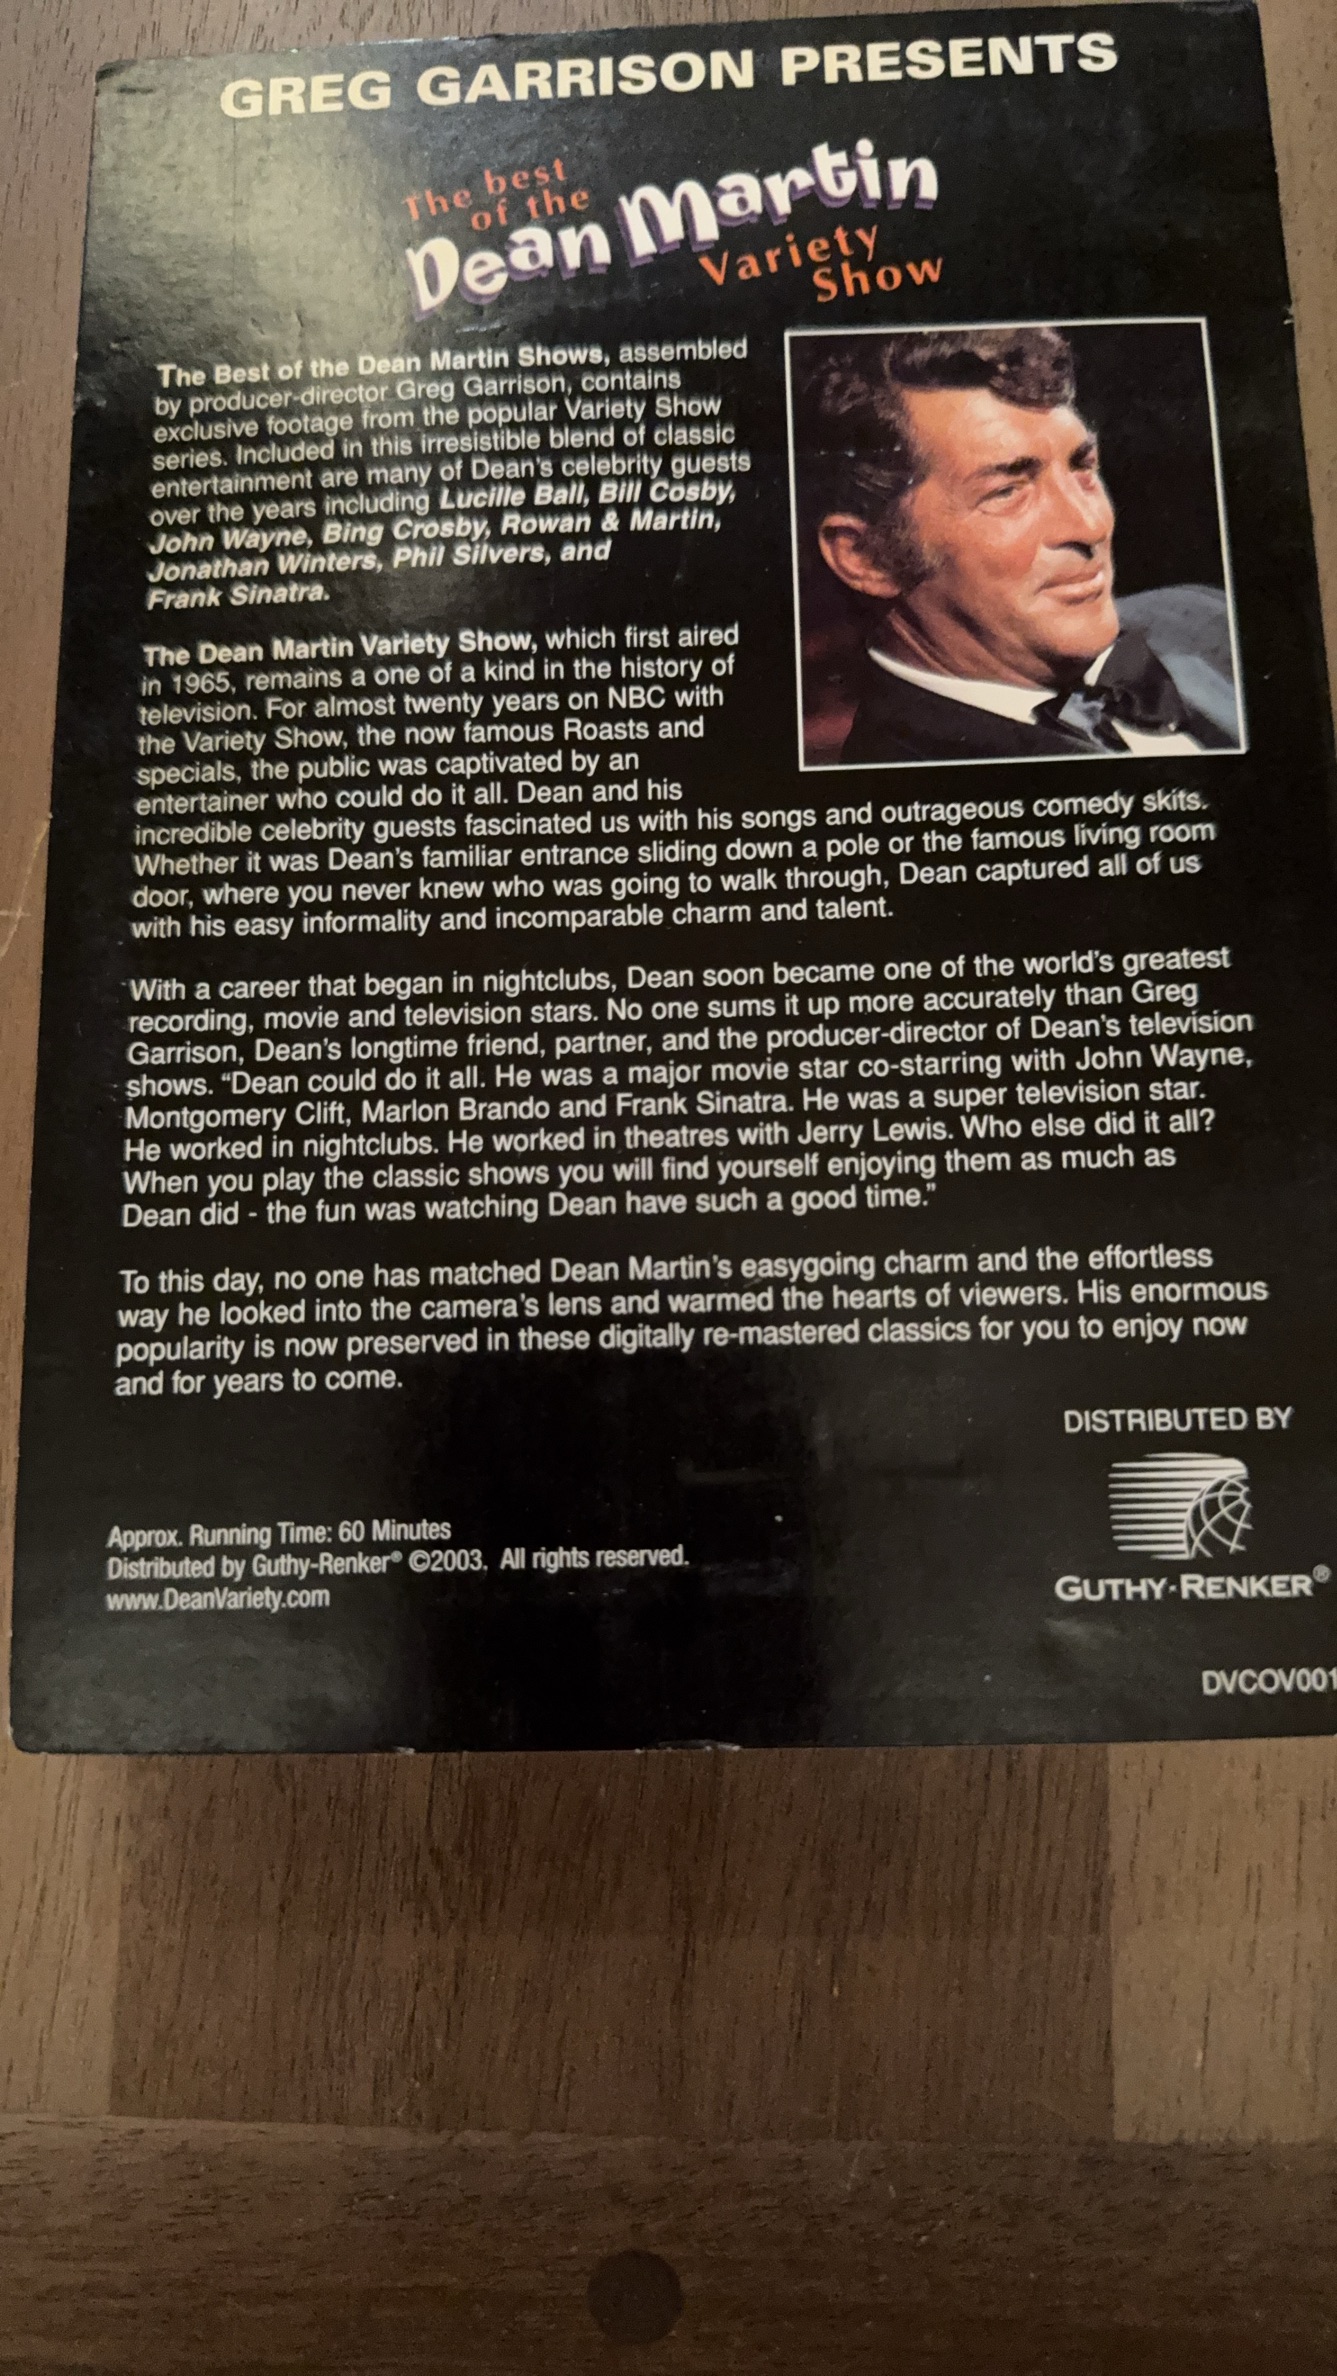 GREG GARRISON PRESENTS
The best
of the
Dean Martin
Variety
Show
The Best of the Dean Martin Shows, assembled
by producer-director Greg Garrison, contains
exclusive footage from the popular Variety Show
series. Included in this irresistible blend of classic
entertainment are many of Dean's celebrity guests
over the years including Lucille Ball, Bill Cosby,
John Wayne, Bing Crosby, Rowan & Martin,
Jonathan Winters, Phil Silvers, and
Frank Sinatra.
The Dean Martin Variety Show, which first aired
in 1965, remains a one of a kind in the history of
television. For almost twenty years on NBC with
the Variety Show, the now famous Roasts and
specials, the public was captivated by an
entertainer who could do it all. Dean and his
incredible celebrity guests fascinated us with his songs and outrageous comedy skits.
Whether it was Dean's familiar entrance sliding down a pole or the famous living room
door, where you never knew who was going to walk through, Dean captured all of us
with his easy informality and incomparable charm and talent.
With a career that began in nightclubs, Dean soon became one of the world's greatest
recording, movie and television stars. No one sums it up more accurately than Greg
Garrison, Dean's longtime friend, partner, and the producer-director of Dean's television
shows. “Dean could do it all. He was a major movie star co-starring with John Wayne,
Montgomery Clift, Marlon Brando and Frank Sinatra. He was a super television star.
He worked in nightclubs. He worked in theatres with Jerry Lewis. Who else did it all?
When you play the classic shows you will find yourself enjoying them as much as
Dean did - the fun was watching Dean have such a good time.”
To this day, no one has matched Dean Martin's easygoing charm and the effortless
way he looked into the camera's lens and warmed the hearts of viewers. His enormous
popularity is now preserved in these digitally re-mastered classics for you to enjoy now
and for years to come.
DISTRIBUTED BY
GUTHY-RENKER®
Approx. Running Time: 60 Minutes
Distributed by Guthy-Renker® ©2003. All rights reserved.
www.DeanVariety.com
DVCOV001